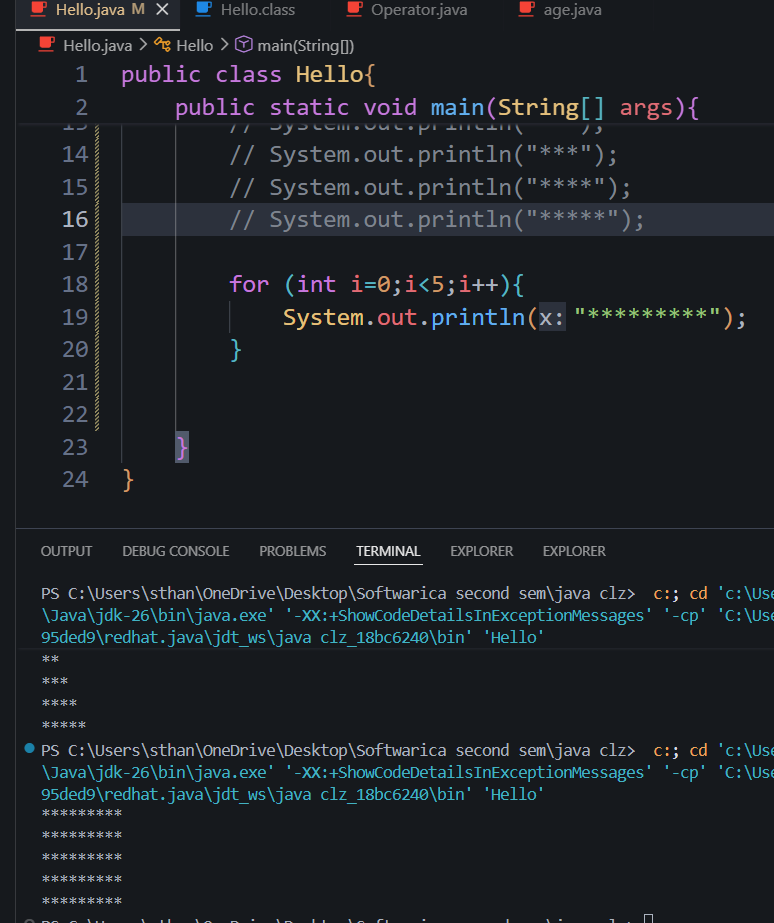 Hello.java M Hello.class Operator.java age.java
Hello.java > Hello > main(String[])
1 public class Hello{
2 public static void main(String[] args){
14 // System.out.println("***");
15 // System.out.println("****");
16 // System.out.println("*****");
17
18 for (int i=0;i<5;i++){
19 System.out.println(x: "*********");
20 }
21
22
23 }
24 }
OUTPUT DEBUG CONSOLE PROBLEMS TERMINAL EXPLORER EXPLORER
PS C:\Users\sthan\OneDrive\Desktop\Softwarica second sem\java clz> c:; cd 'c:\Use
\Java\jdk-26\bin\java.exe' '-XX:+ShowCodeDetailsInExceptionMessages' '-cp' 'C:\Use
95ded9\redhat.java\jdt_ws\java clz_18bc6240\bin' 'Hello'
**
***
****
*****
PS C:\Users\sthan\OneDrive\Desktop\Softwarica second sem\java clz> c:; cd 'c:\Use
\Java\jdk-26\bin\java.exe' '-XX:+ShowCodeDetailsInExceptionMessages' '-cp' 'C:\Use
95ded9\redhat.java\jdt_ws\java clz_18bc6240\bin' 'Hello'
*********
*********
*********
*********
*********